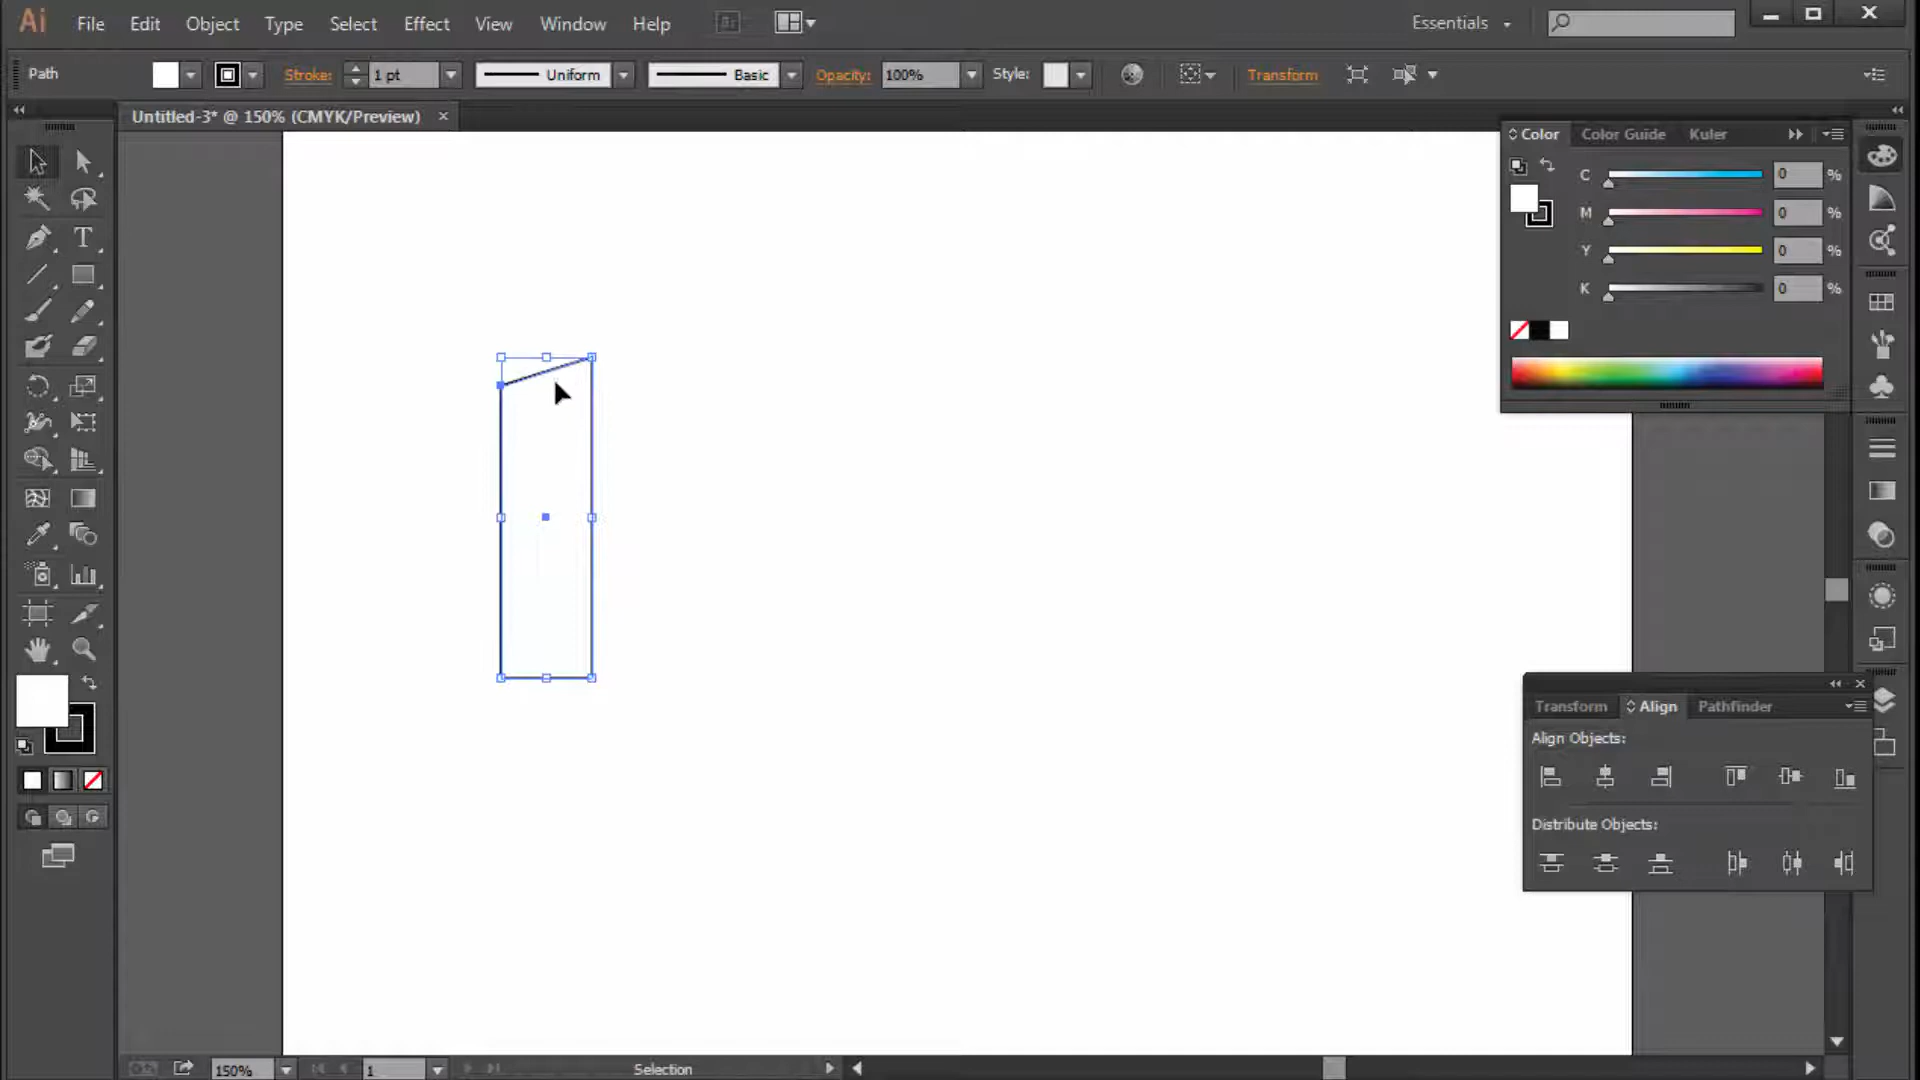 Ai File Edit Object Type Select Effect View Window Help Br Essentials
Path Stroke: 1 pt Uniform Basic Opacity: 100% Style: Transform
Untitled-3* @ 150% (CMYK/Preview) ×
Color Color Guide Kuler
C 0 %
M 0 %
Y 0 %
K 0 %
T
Transform Align Pathfinder
Align Objects:
Distribute Objects:
150% 1 Selection